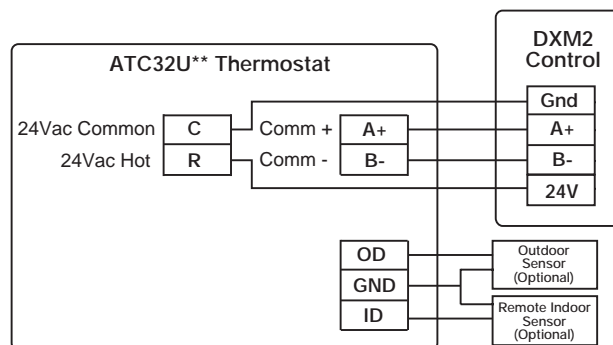 DXM2
Control
ATC32U** Thermostat
Gnd
24Vac Common C Comm + A+ A+
24Vac Hot R Comm - B- B-
24V
OD
GND
ID
Outdoor
Sensor
(Optional)
Remote Indoor
Sensor
(Optional)